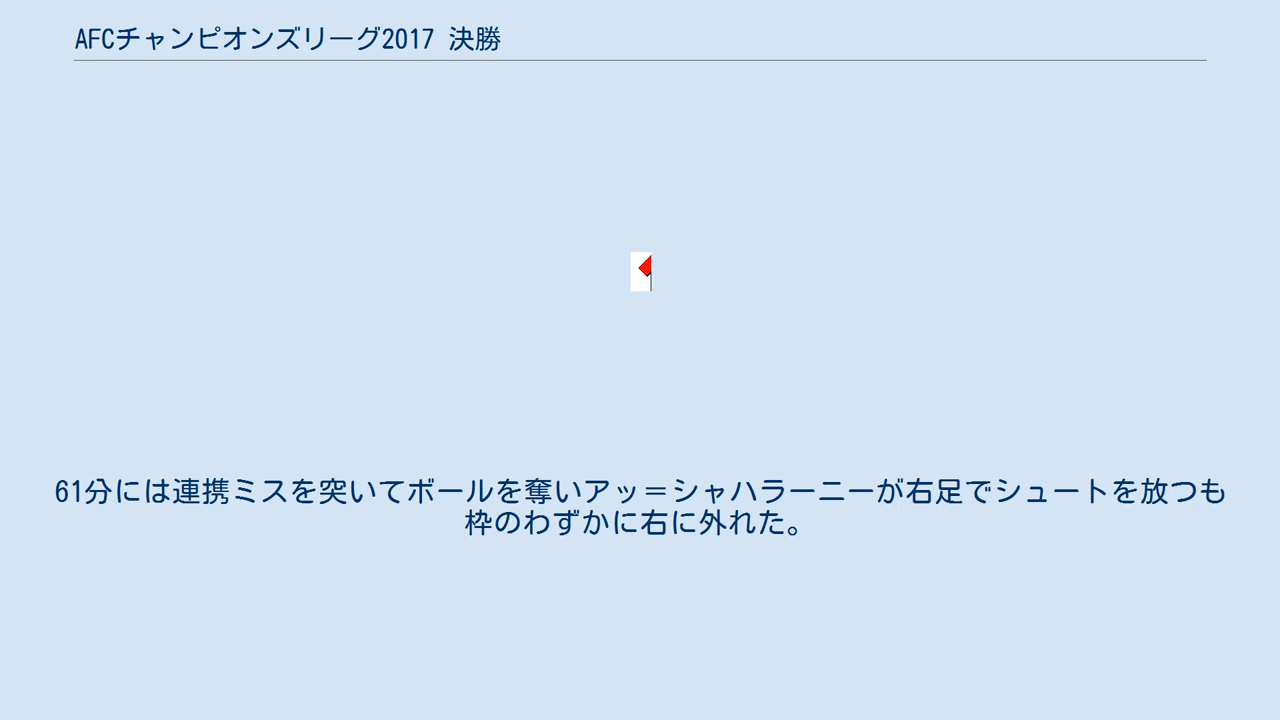 AFCチャンピオンズリーグ2017 決勝
61分には連携ミスを突いてボールを奪いアッ＝シャハラーニーが右足でシュートを放つも
枠のわずかに右に外れた。